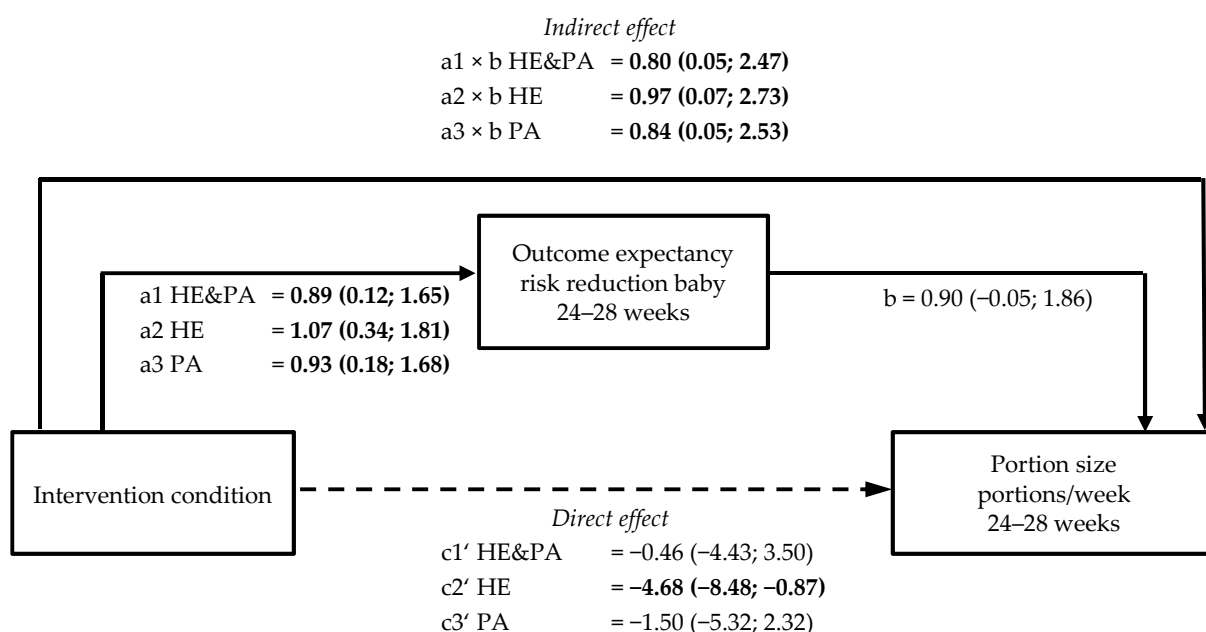 Indirect effect
a1 × b HE&PA = 0.80 (0.05; 2.47)
a2 × b HE = 0.97 (0.07; 2.73)
a3 × b PA = 0.84 (0.05; 2.53)
Outcome expectancy
risk reduction baby
24–28 weeks
a1 HE&PA = 0.89 (0.12; 1.65)
a2 HE = 1.07 (0.34; 1.81)
a3 PA = 0.93 (0.18; 1.68)
b = 0.90 (−0.05; 1.86)
Intervention condition
Portion size
portions/week
24–28 weeks
Direct effect
c1‘ HE&PA = −0.46 (−4.43; 3.50)
c2‘ HE = −4.68 (−8.48; −0.87)
c3‘ PA = −1.50 (−5.32; 2.32)